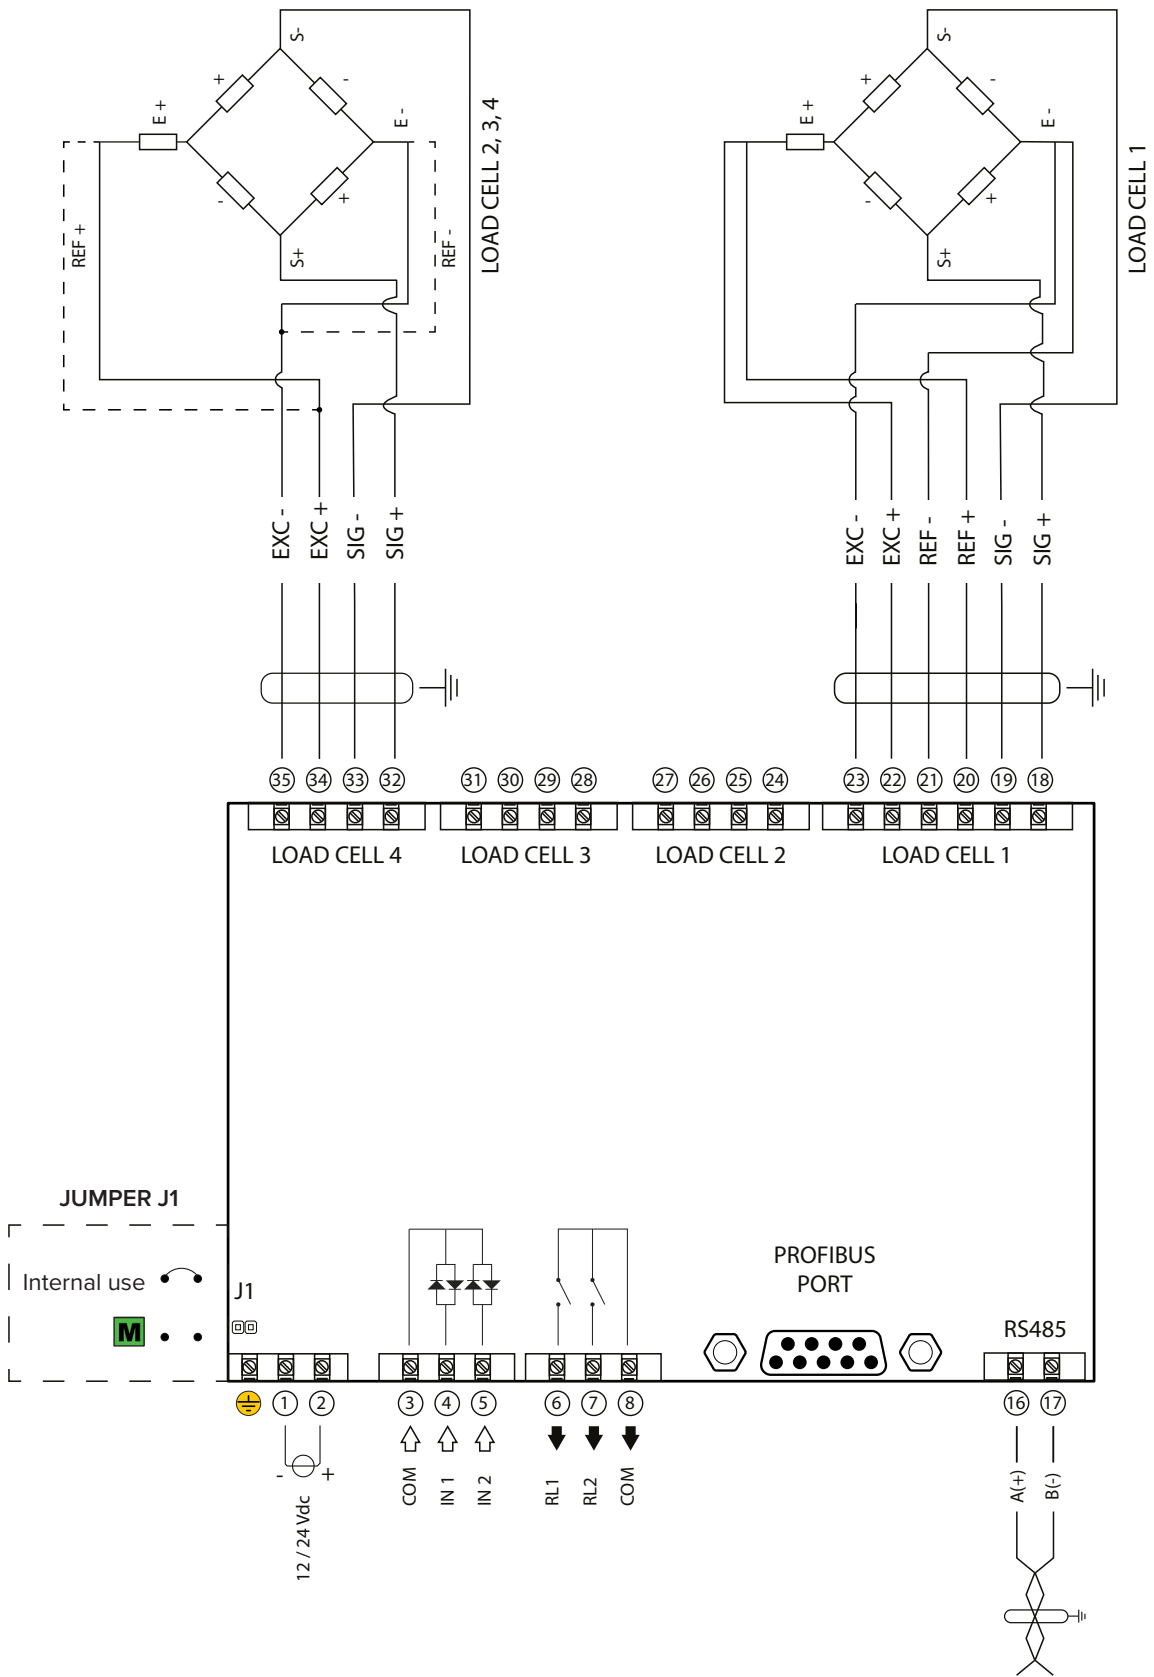 S-
+
-
E +
E -
-
+
S+
REF +
REF -
LOAD CELL 2, 3, 4
S-
+
-
E +
E -
-
+
S+
LOAD CELL 1
EXC -
EXC +
SIG -
SIG +
EXC -
EXC +
REF -
REF +
SIG -
SIG +
35 34 33 32 31 30 29 28 27 26 25 24 23 22 21 20 19 18
LOAD CELL 4
LOAD CELL 3
LOAD CELL 2
LOAD CELL 1
JUMPER J1
Internal use
M
J1
PROFIBUS
PORT
RS485
1 2 3 4 5 6 7 8 16 17
- +
12 / 24 Vdc
COM
IN 1
IN 2
RL1
RL2
COM
A(+)
B(-)